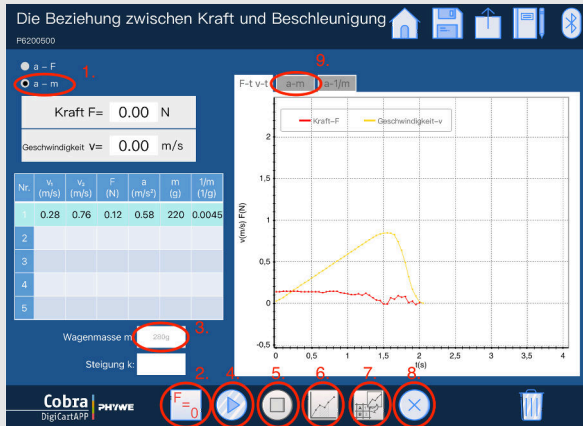 Die Beziehung zwischen Kraft und Beschleunigung
P6200500
a – F
a – m
1.
Kraft F= 0.00 N
Geschwindigkeit v= 0.00 m/s
Nr. v₁ (m/s) v₂ (m/s) F (N) a (m/s²) m (g) 1/m (1/g)
1 0.28 0.76 0.12 0.58 220 0.0045
2
3
4
5
Wagenmasse m 280g
3.
Steigung k:
9.
F-t v-t a-m a-1/m
Kraft-F Geschwindigkeit-v
v(m/s) F(N)
2
1,5
1
0,5
0
-0,5
0 0,5 1 1,5 2 2,5 3 3,5 4
t(s)
2. 4. 5 6 7 8
F=0
Cobra PHYWE
DigiCartAPP